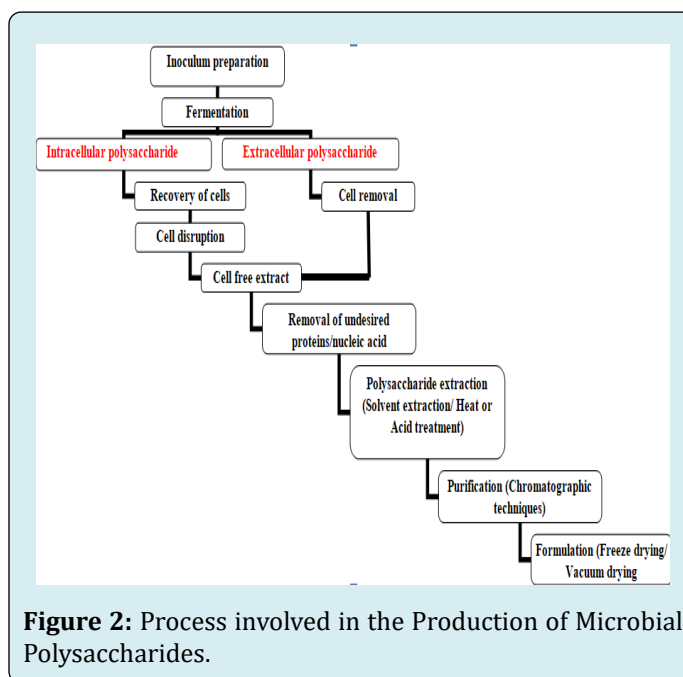 Inoculum preparation
Fermentation
Intracellular polysaccharide
Extracellular polysaccharide
Recovery of cells
Cell removal
Cell disruption
Cell free extract
Removal of undesired
proteins/nucleic acid
Polysaccharide extraction
(Solvent extraction/ Heat or
Acid treatment)
Purification (Chromatographic
techniques)
Formulation (Freeze drying/
Vacuum drying
Figure 2: Process involved in the Production of Microbial
Polysaccharides.